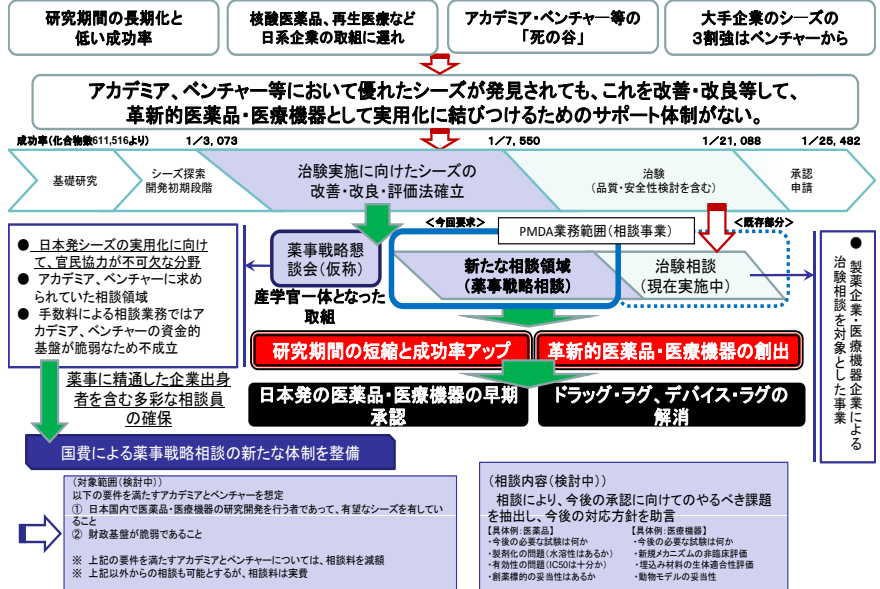 研究期間の長期化と
低い成功率
核酸医薬品、再生医療など
日系企業の取組に遅れ
アカデミア・ベンチャー等の
「死の谷」
大手企業のシーズの
3割強はベンチャーから
アカデミア、ベンチャー等において優れたシーズが発見されても、これを改善・改良等して、
革新的医薬品・医療機器として実用化に結びつけるためのサポート体制がない。
成功率(化合物数611,516より)
1/3,073
1/7,550
1/21,088
1/25,482
基礎研究
シーズ探索
開発初期段階
治験実施に向けたシーズの
改善・改良・評価法確立
治験
(品質・安全性検討を含む)
承認
申請
<今回要求>
PMDA業務範囲(相談事業)
<既存部分>
● 日本発シーズの実用化に向け
て、官民協力が不可欠な分野
● アカデミア、ベンチャーに求め
られていた相談領域
● 手数料による相談業務ではア
カデミア、ベンチャーの資金的
基盤が脆弱なため不成立
薬事戦略懇
談会(仮称)
産学官一体となった
取組
新たな相談領域
(薬事戦略相談)
治験相談
(現在実施中)
● 製薬企業・医療機器企業による
治験相談を対象とした事業
研究期間の短縮と成功率アップ
革新的医薬品・医療機器の創出
日本発の医薬品・医療機器の早期
承認
ドラッグ・ラグ、デバイス・ラグの
解消
薬事に精通した企業出身
者を含む多彩な相談員
の確保
国費による薬事戦略相談の新たな体制を整備
(対象範囲(検討中))
以下の要件を満たすアカデミアとベンチャーを想定
① 日本国内で医薬品・医療機器の研究開発を行う者であって、有望なシーズを有してい
ること
② 財政基盤が脆弱であること
※ 上記の要件を満たすアカデミアとベンチャーについては、相談料を減額
※ 上記以外からの相談も可能とするが、相談料は実費
(相談内容(検討中))
相談により、今後の承認に向けてのやるべき課題
を抽出し、今後の対応方針を助言
【具体例:医薬品】
・今後の必要な試験は何か
・製剤化の問題(水溶性はあるか)
・有効性の問題(IC50は十分か)
・創薬標的の妥当性はあるか
【具体例:医療機器】
・今後の必要な試験は何か
・新規メカニズムの非臨床評価
・埋込み材料の生体適合性評価
・動物モデルの妥当性